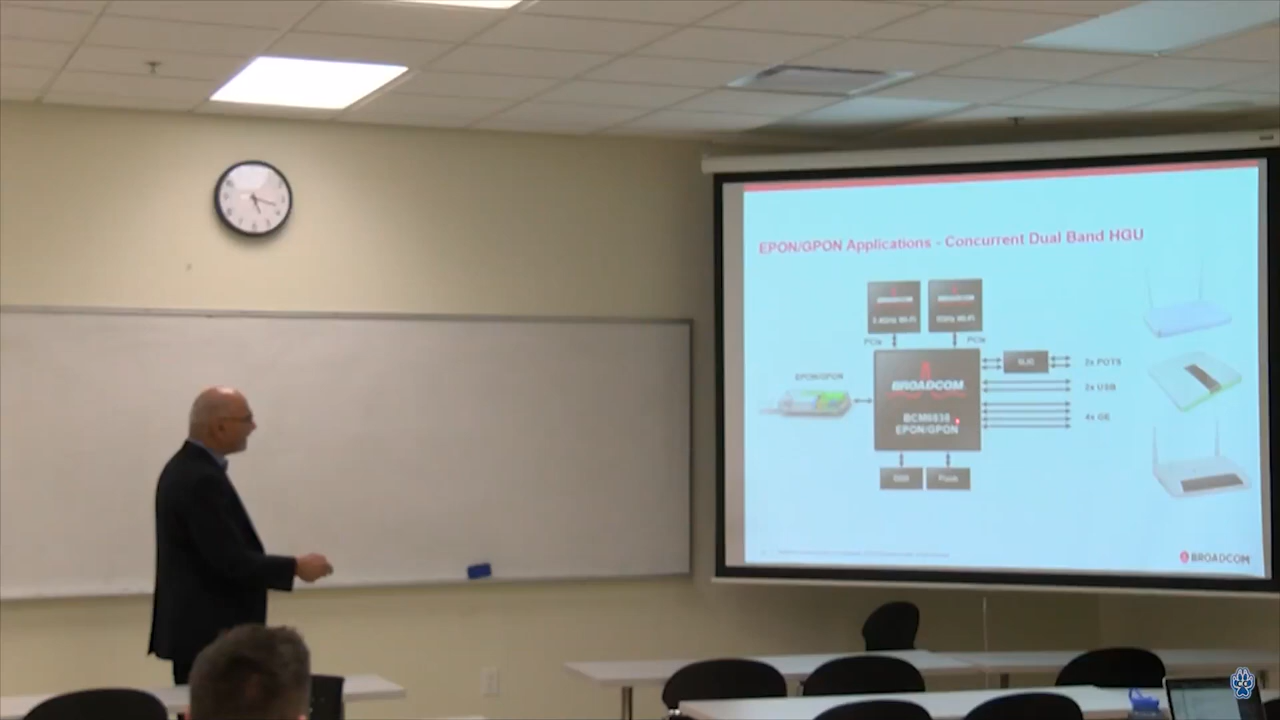 EPON/GPON Applications - Concurrent Dual Band HGU
BROADCOM
BROADCOM
2.4GHz Wi-Fi
5GHz Wi-Fi
PCIe
PCIe
EPON/GPON
BROADCOM
BCM6838
EPON/GPON
SLIC
2x POTS
2x USB
4x GE
Flash
BROADCOM